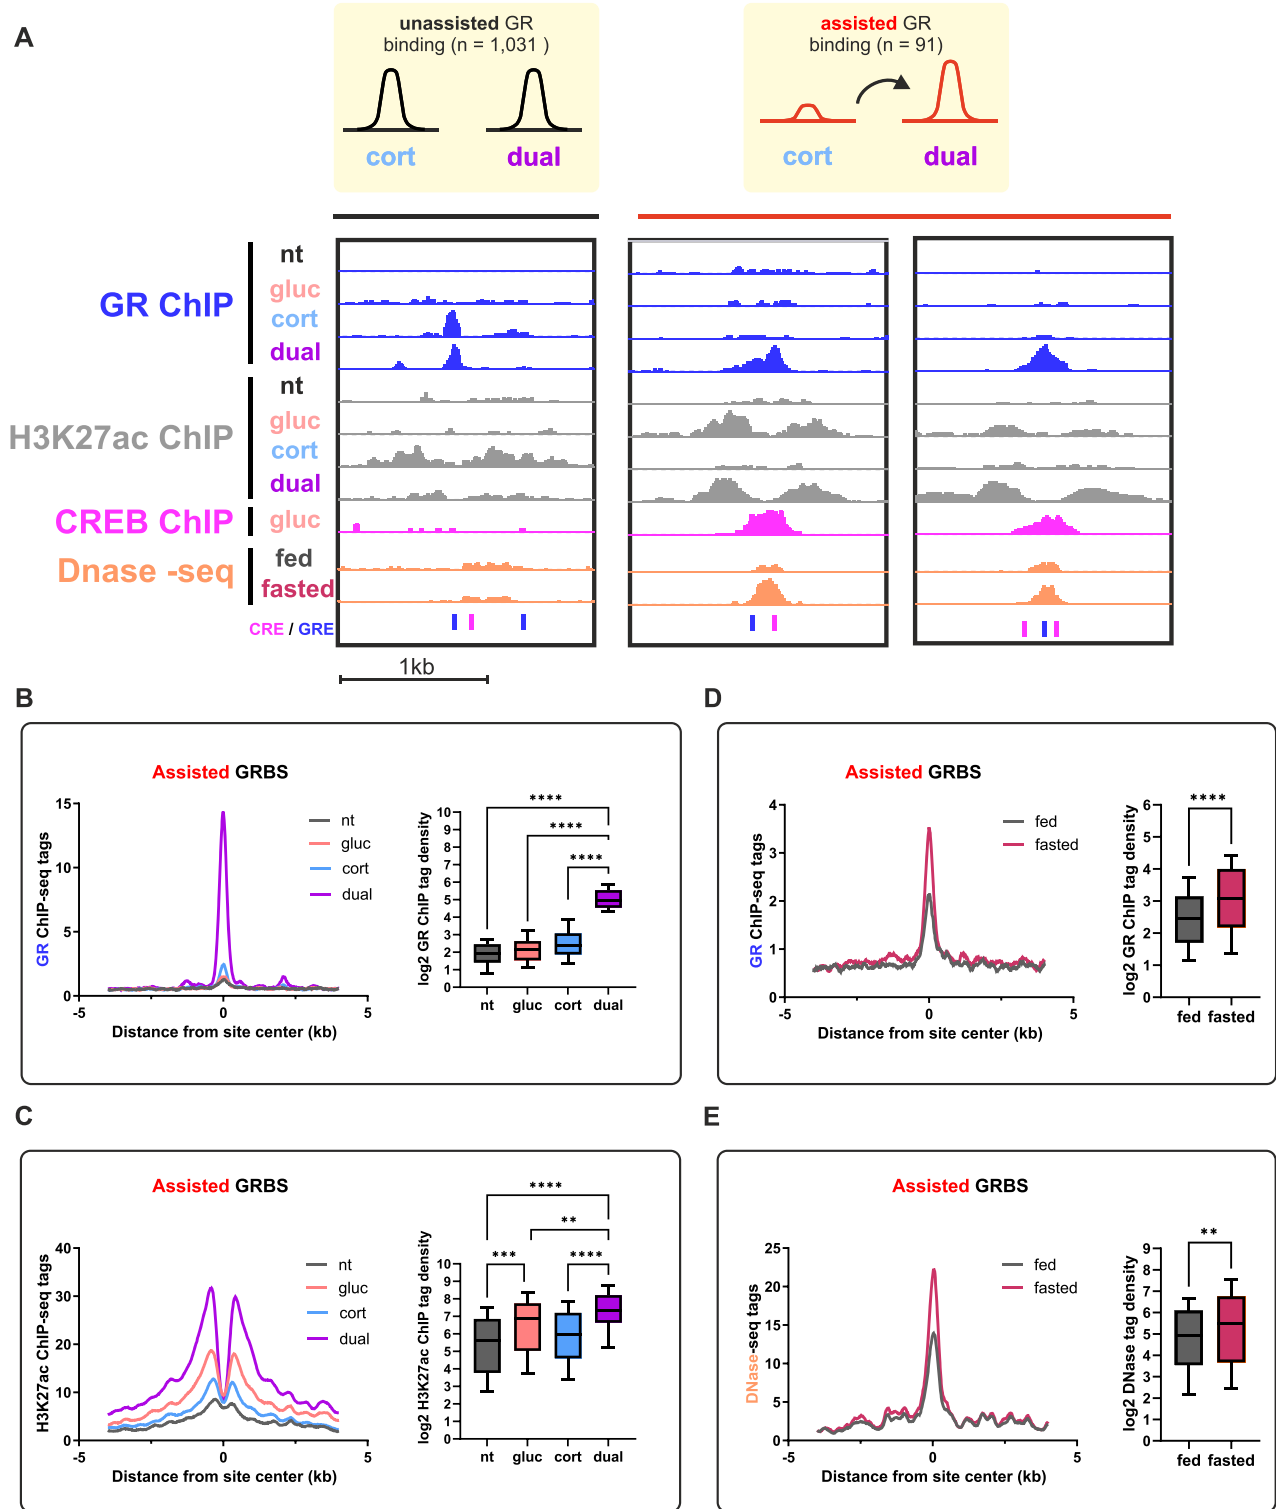 A
unassisted GR
binding (n = 1,031 )
cort
dual
assisted GR
binding (n = 91)
cort
dual
GR ChIP
nt
gluc
cort
dual
H3K27ac ChIP
nt
gluc
cort
dual
CREB ChIP
gluc
Dnase -seq
fed
fasted
CRE / GRE
1kb
B
Assisted GRBS
GR ChIP-seq tags
15
10
5
0
-5
0
5
Distance from site center (kb)
nt
gluc
cort
dual
log2 GR ChIP tag density
10
9
8
7
6
5
4
3
2
1
0
****
****
****
nt
gluc
cort
dual
D
Assisted GRBS
GR ChIP-seq tags
4
3
2
1
0
-5
0
5
Distance from site center (kb)
fed
fasted
log2 GR ChIP tag density
6
5
4
3
2
1
0
****
fed
fasted
C
Assisted GRBS
H3K27ac ChIP-seq tags
40
30
20
10
0
-5
0
5
Distance from site center (kb)
nt
gluc
cort
dual
log2 H3K27ac ChIP tag density
10
9
8
7
6
5
4
3
2
1
0
****
**
***
****
nt
gluc
cort
dual
E
Assisted GRBS
DNase-seq tags
25
20
15
10
5
0
-5
0
5
Distance from site center (kb)
fed
fasted
log2 DNase tag density
9
8
7
6
5
4
3
2
1
0
**
fed
fasted